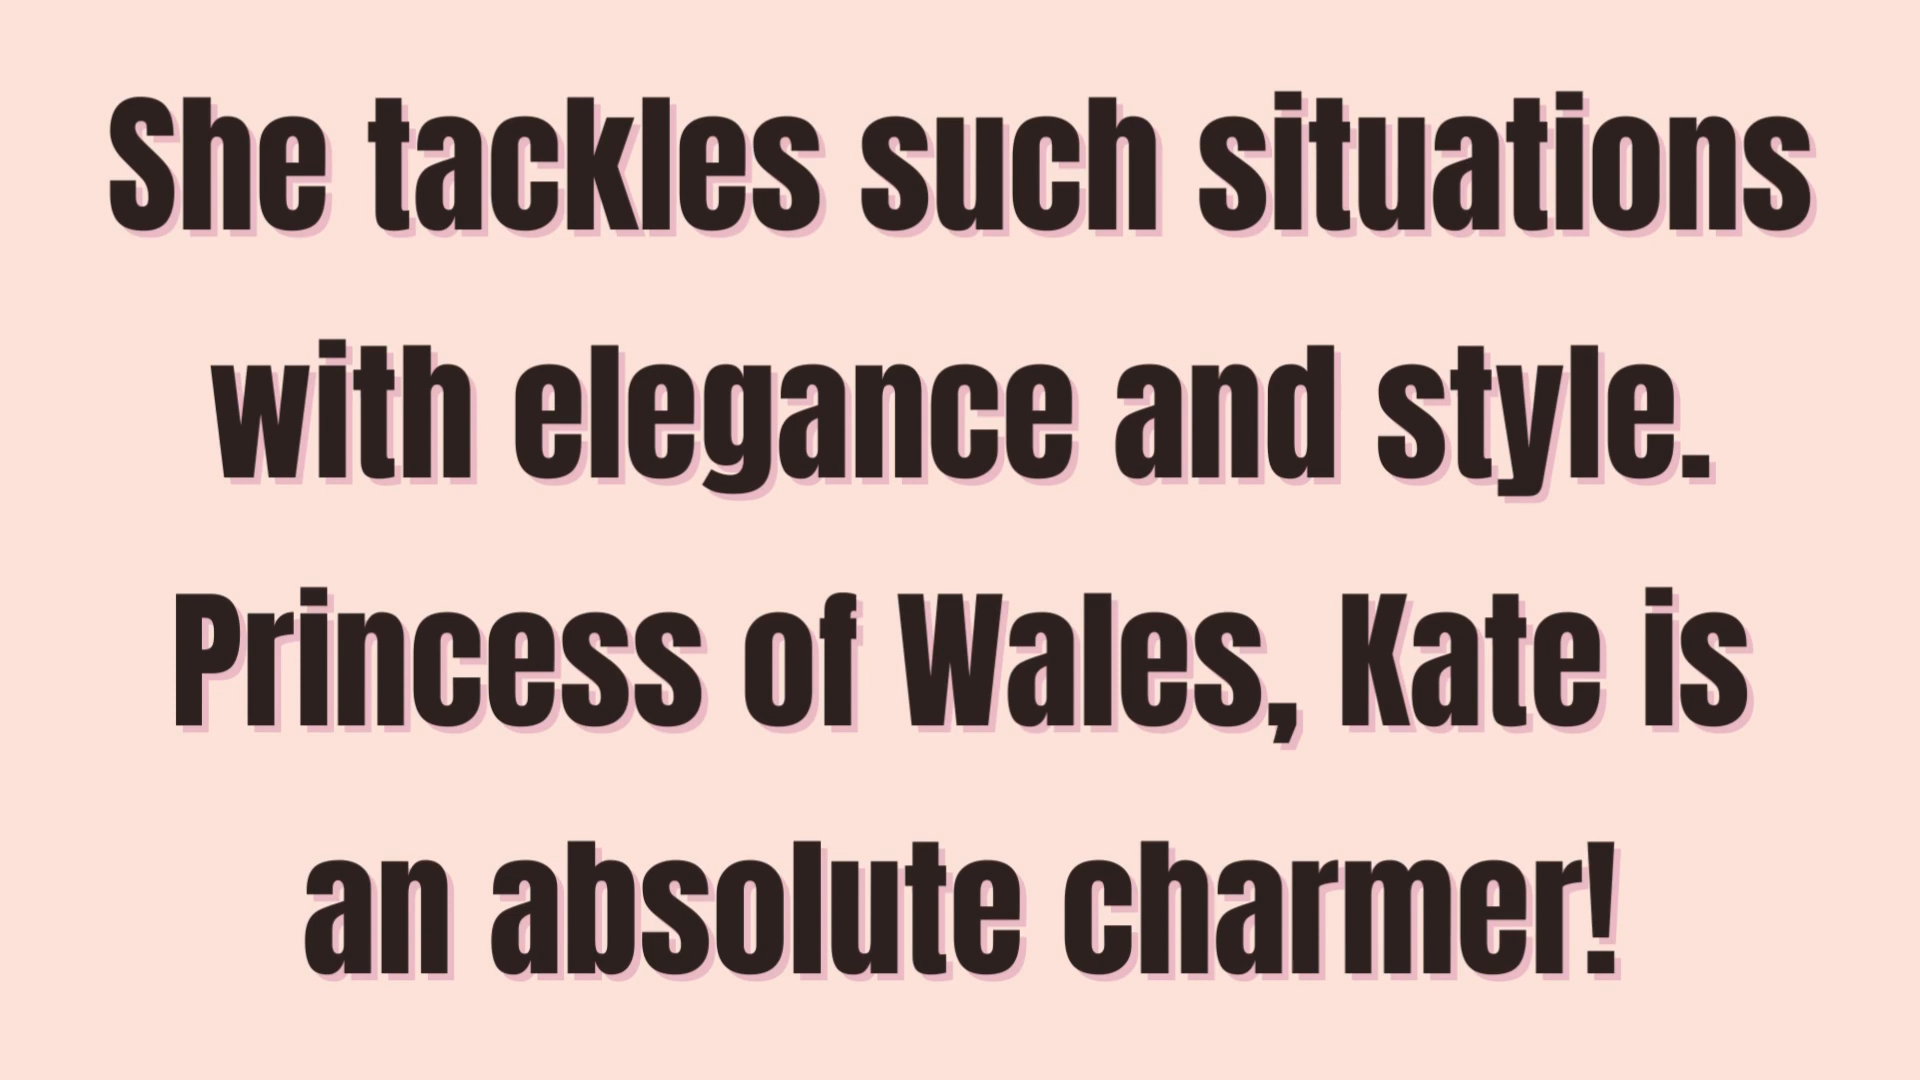 She tackles such situations
with elegance and style.
Princess of Wales, Kate is
an absolute charmer!